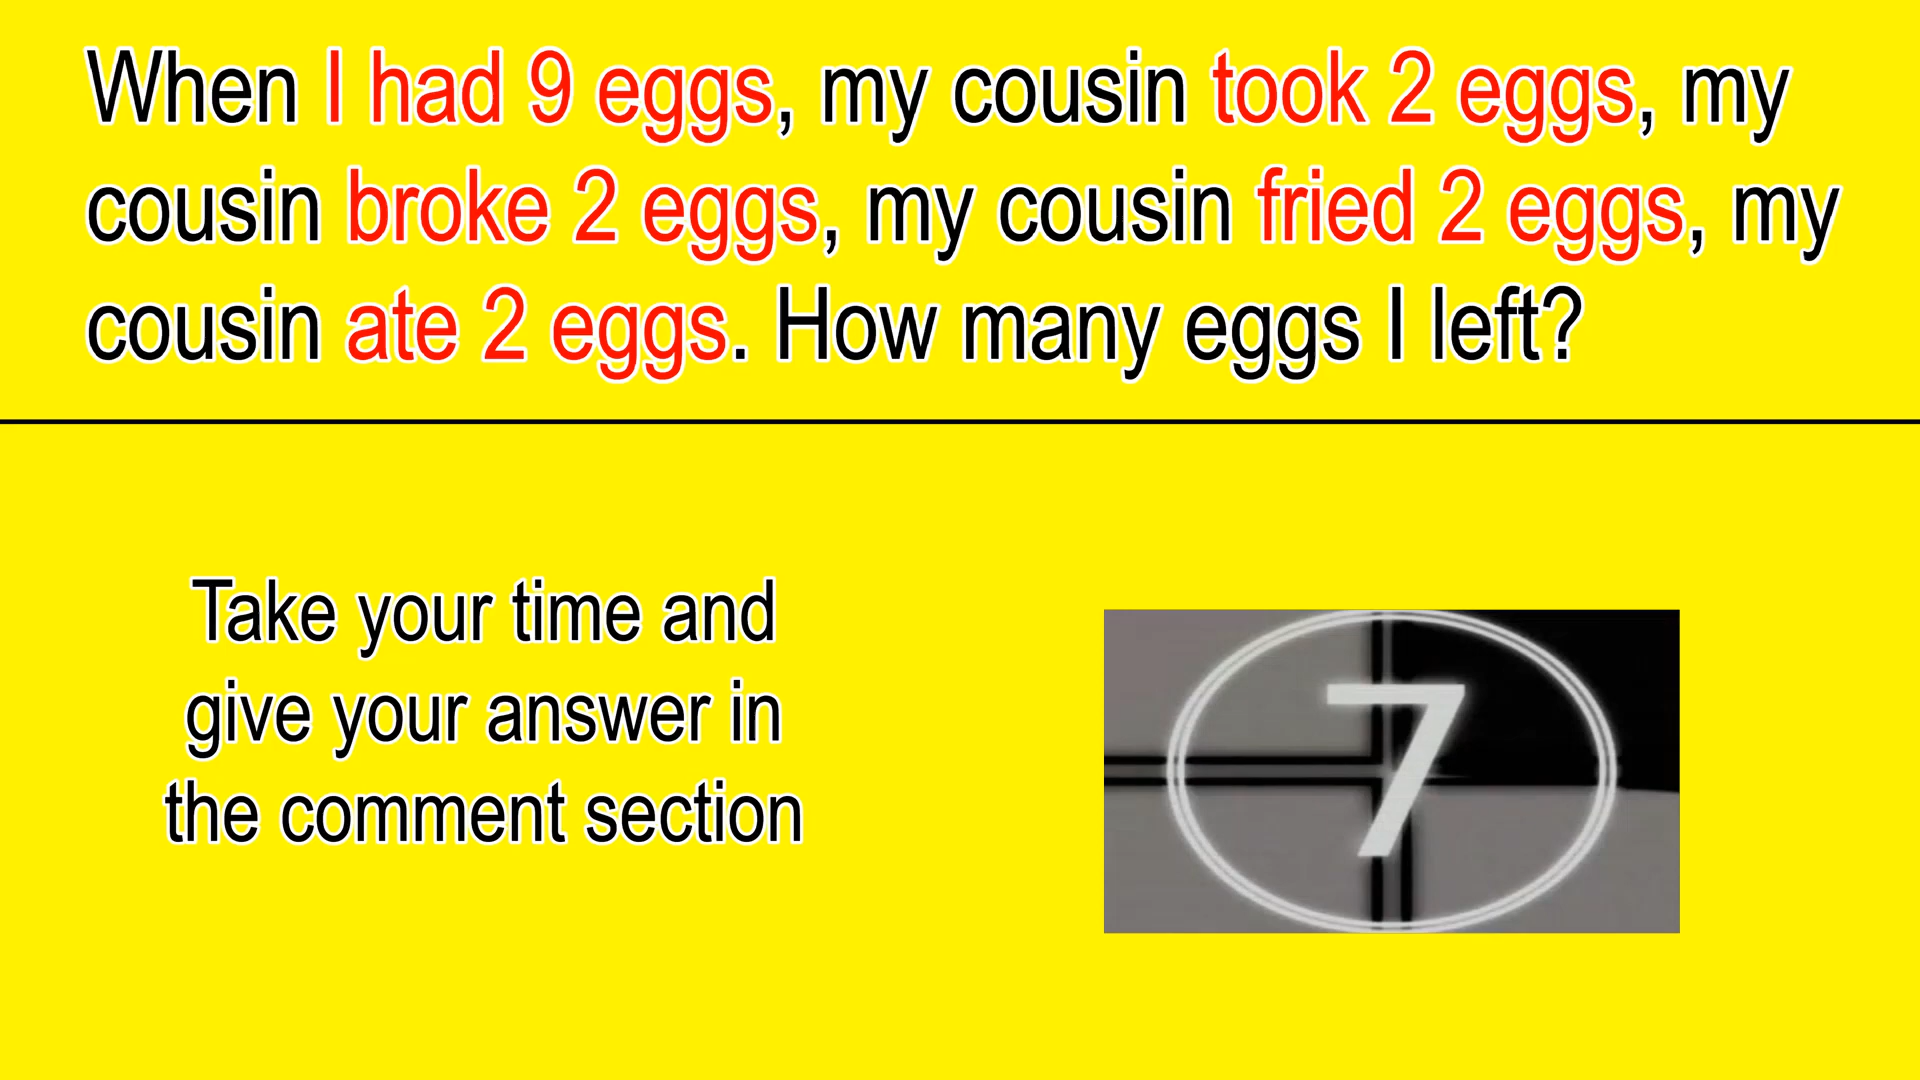 When I had 9 eggs, my cousin took 2 eggs, my
cousin broke 2 eggs, my cousin fried 2 eggs, my
cousin ate 2 eggs. How many eggs I left?
Take your time and
give your answer in
the comment section
7